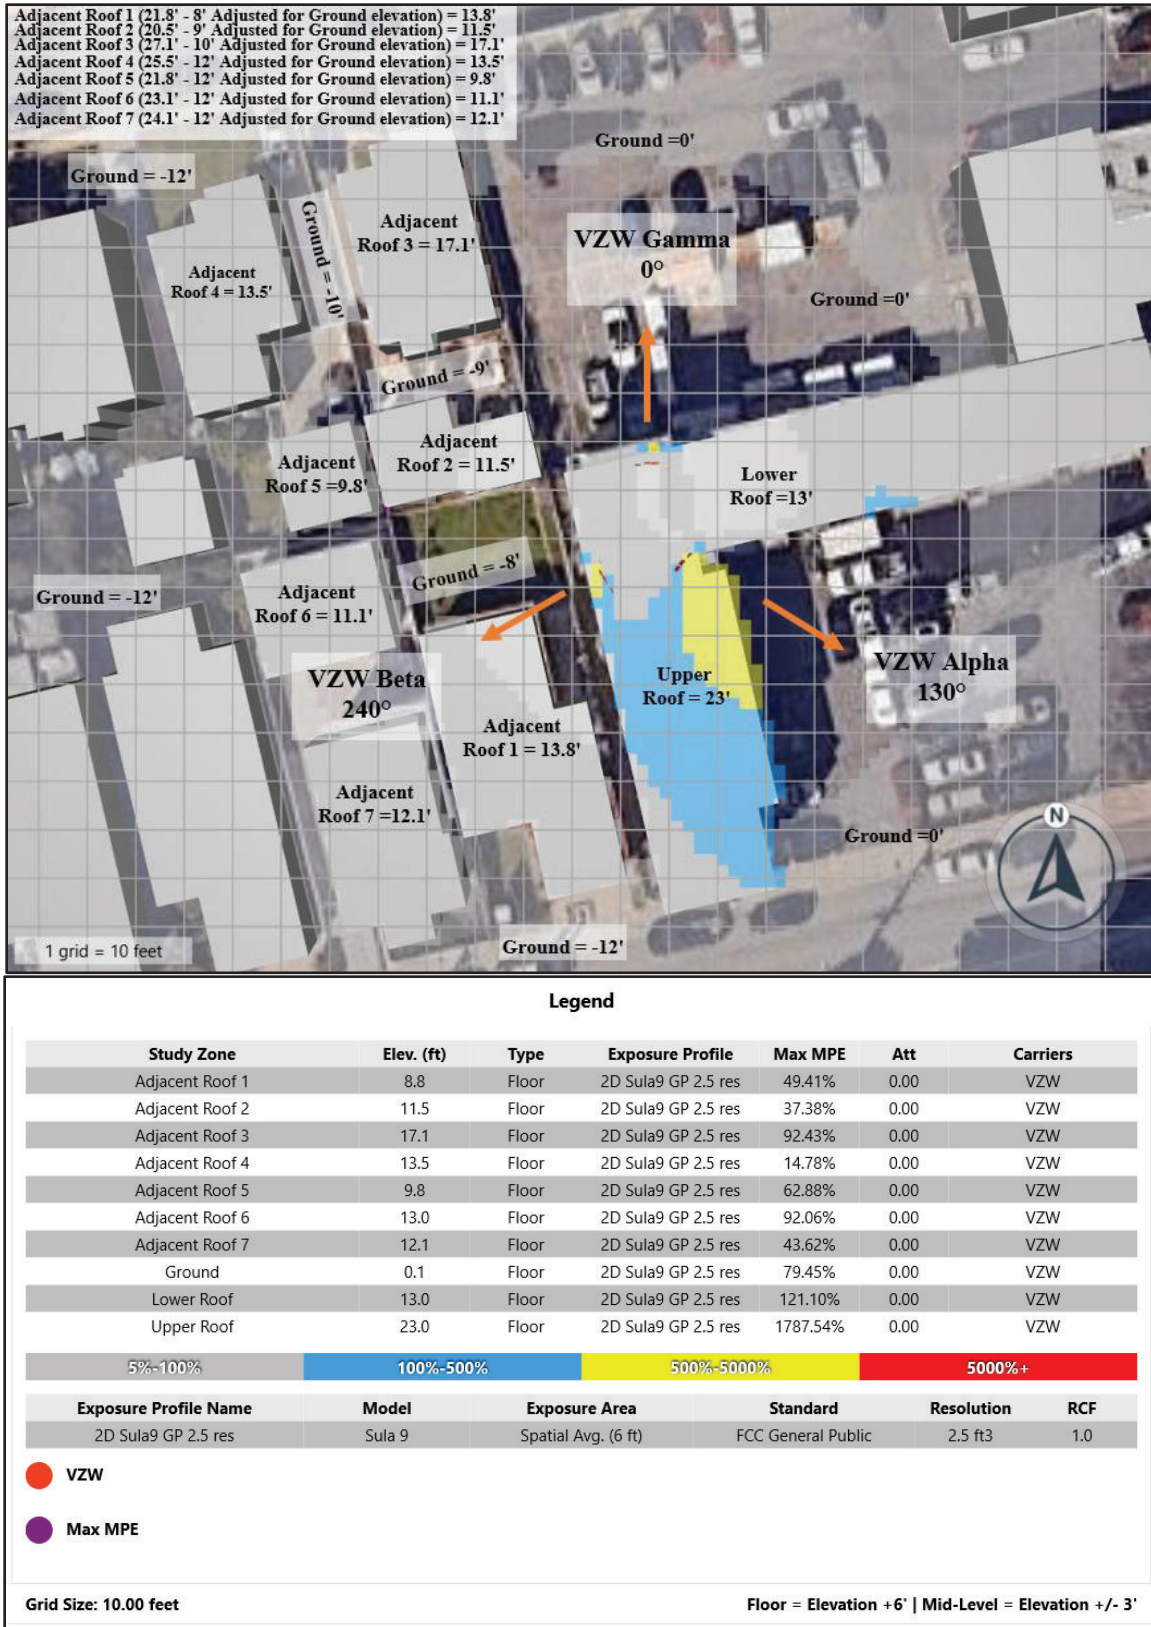 Adjacent Roof 1 (21.8' - 8' Adjusted for Ground elevation) = 13.8'
Adjacent Roof 2 (20.5' - 9' Adjusted for Ground elevation) = 11.5'
Adjacent Roof 3 (27.1' - 10' Adjusted for Ground elevation) = 17.1'
Adjacent Roof 4 (25.5' - 12' Adjusted for Ground elevation) = 13.5'
Adjacent Roof 5 (21.8' - 12' Adjusted for Ground elevation) = 9.8'
Adjacent Roof 6 (23.1' - 12' Adjusted for Ground elevation) = 11.1'
Adjacent Roof 7 (24.1' - 12' Adjusted for Ground elevation) = 12.1'
Ground =0'
Ground = -12'
Adjacent
Roof 3 = 17.1'
Ground = -10'
VZW Gamma
0°
Adjacent
Roof 4 = 13.5'
Ground =0'
Ground = -9'
Adjacent
Roof 2 = 11.5'
Adjacent
Roof 5 =9.8'
Lower
Roof =13'
Ground = -8'
Ground = -12'
Adjacent
Roof 6 = 11.1'
VZW Beta
240°
Upper
Roof = 23'
VZW Alpha
130°
Adjacent
Roof 1 = 13.8'
Adjacent
Roof 7 =12.1'
Ground =0'
N
Ground = -12'
1 grid = 10 feet
Legend
Study Zone Elev. (ft) Type Exposure Profile Max MPE Att Carriers
Adjacent Roof 1 8.8 Floor 2D Sula9 GP 2.5 res 49.41% 0.00 VZW
Adjacent Roof 2 11.5 Floor 2D Sula9 GP 2.5 res 37.38% 0.00 VZW
Adjacent Roof 3 17.1 Floor 2D Sula9 GP 2.5 res 92.43% 0.00 VZW
Adjacent Roof 4 13.5 Floor 2D Sula9 GP 2.5 res 14.78% 0.00 VZW
Adjacent Roof 5 9.8 Floor 2D Sula9 GP 2.5 res 62.88% 0.00 VZW
Adjacent Roof 6 13.0 Floor 2D Sula9 GP 2.5 res 92.06% 0.00 VZW
Adjacent Roof 7 12.1 Floor 2D Sula9 GP 2.5 res 43.62% 0.00 VZW
Ground 0.1 Floor 2D Sula9 GP 2.5 res 79.45% 0.00 VZW
Lower Roof 13.0 Floor 2D Sula9 GP 2.5 res 121.10% 0.00 VZW
Upper Roof 23.0 Floor 2D Sula9 GP 2.5 res 1787.54% 0.00 VZW
5%-100% 100%-500% 500%-5000% 5000%+
Exposure Profile Name Model Exposure Area Standard Resolution RCF
2D Sula9 GP 2.5 res Sula 9 Spatial Avg. (6 ft) FCC General Public 2.5 ft3 1.0
VZW
Max MPE
Grid Size: 10.00 feet Floor = Elevation +6' | Mid-Level = Elevation +/- 3'